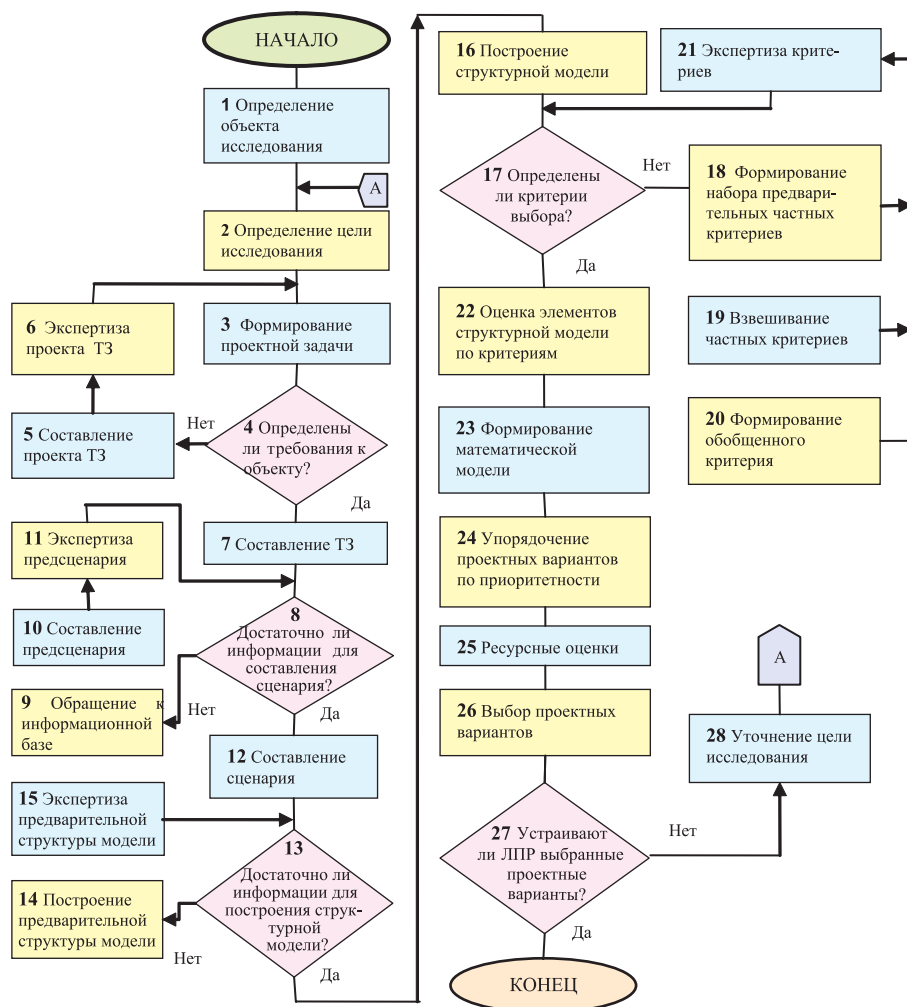 НАЧАЛО
1 Определение
объекта
исследования
А
2 Определение цели
исследования
6 Экспертиза
проекта ТЗ
3 Формирование
проектной задачи
5 Составление
проекта ТЗ
Нет
4 Определены
ли требования к
объекту?
Да
7 Составление ТЗ
11 Экспертиза
предсценария
10 Составление
предсценария
8
Достаточно ли
информации для
составления
сценария?
9 Обращение к
информационной
базе
Нет
Да
12 Составление
сценария
15 Экспертиза
предварительной
структуры модели
13
Достаточно ли
информации для
построения струк-
турной
модели?
14 Построение
предварительной
структуры модели
Нет
Да
16 Построение
структурной модели
21 Экспертиза крите-
риев
17 Определены
ли критерии
выбора?
Нет
18 Формирование
набора предвари-
тельных частных
критериев
Да
22 Оценка элементов
структурной модели
по критериям
19 Взвешивание
частных критериев
23 Формирование
математической
модели
20 Формирование
обобщенного
критерия
24 Упорядочение
проектных вариантов
по приоритетности
25 Ресурсные оценки
А
26 Выбор проектных
вариантов
28 Уточнение цели
исследования
27 Устраивают
ли ЛПР выбранные
проектные
варианты?
Нет
Да
КОНЕЦ